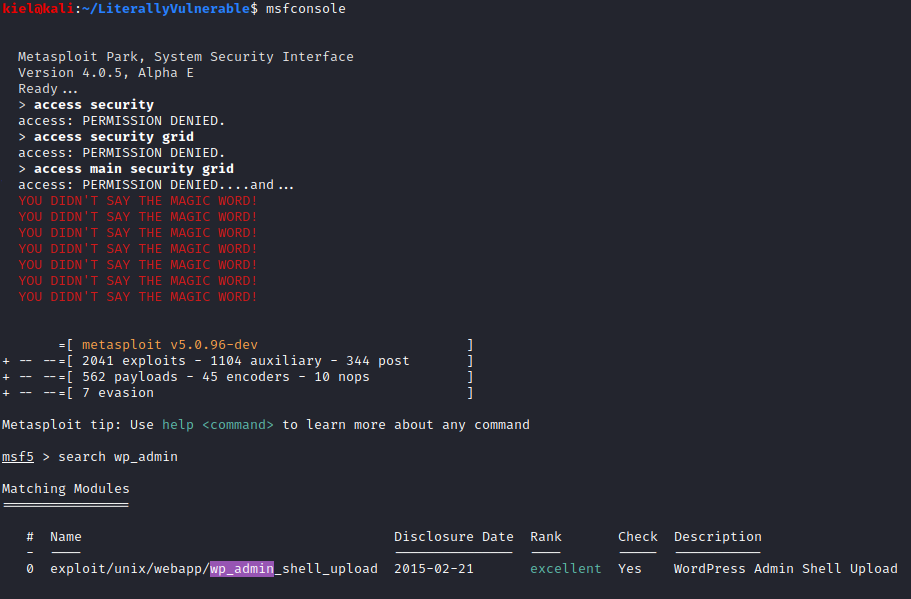 kiel@kali:~/LiterallyVulnerable$ msfconsole
Metasploit Park, System Security Interface
Version 4.0.5, Alpha E
Ready...
> access security
access: PERMISSION DENIED.
> access security grid
access: PERMISSION DENIED.
> access main security grid
access: PERMISSION DENIED....and...
YOU DIDN'T SAY THE MAGIC WORD!
YOU DIDN'T SAY THE MAGIC WORD!
YOU DIDN'T SAY THE MAGIC WORD!
YOU DIDN'T SAY THE MAGIC WORD!
YOU DIDN'T SAY THE MAGIC WORD!
YOU DIDN'T SAY THE MAGIC WORD!
YOU DIDN'T SAY THE MAGIC WORD!
=[ metasploit v5.0.96-dev ]
+ -- --=[ 2041 exploits - 1104 auxiliary - 344 post ]
+ -- --=[ 562 payloads - 45 encoders - 10 nops ]
+ -- --=[ 7 evasion ]
Metasploit tip: Use help <command> to learn more about any command
msf5 > search wp_admin
Matching Modules
================
# Name Disclosure Date Rank Check Description
- ---- --------------- ---- ----- -----------
0 exploit/unix/webapp/wp_admin_shell_upload 2015-02-21 excellent Yes WordPress Admin Shell Upload